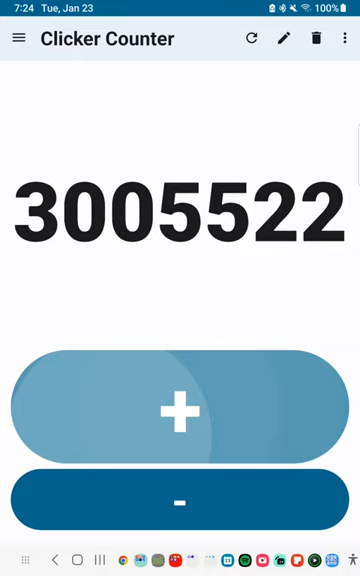 7:24 Tue, Jan 23 100%
Clicker Counter
3005522
+
-